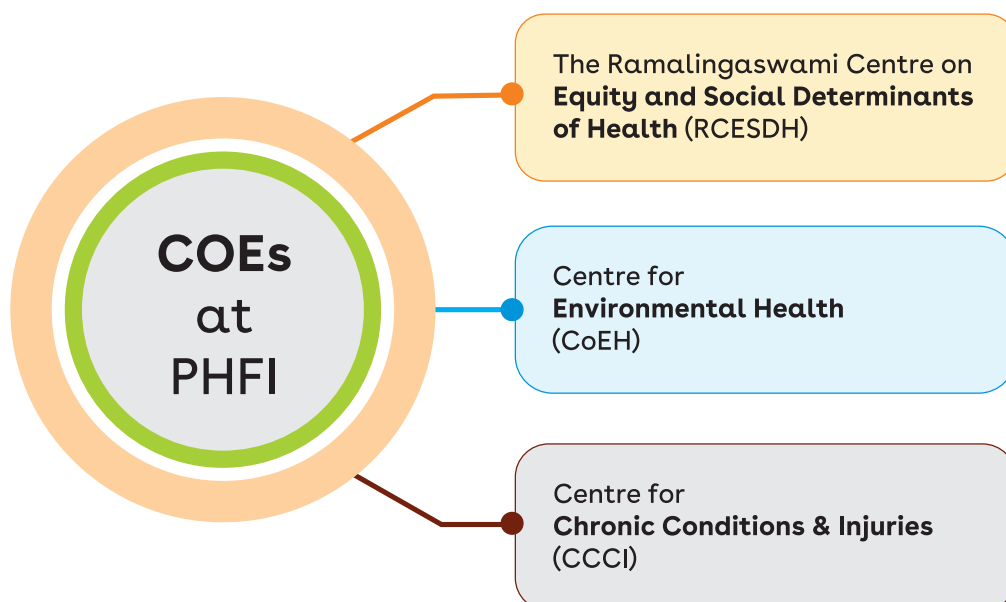 COEs
at
PHFI
The Ramalingaswami Centre on
Equity and Social Determinants
of Health (RCESDH)
Centre for
Environmental Health
(CoEH)
Centre for
Chronic Conditions & Injuries
(CCCI)